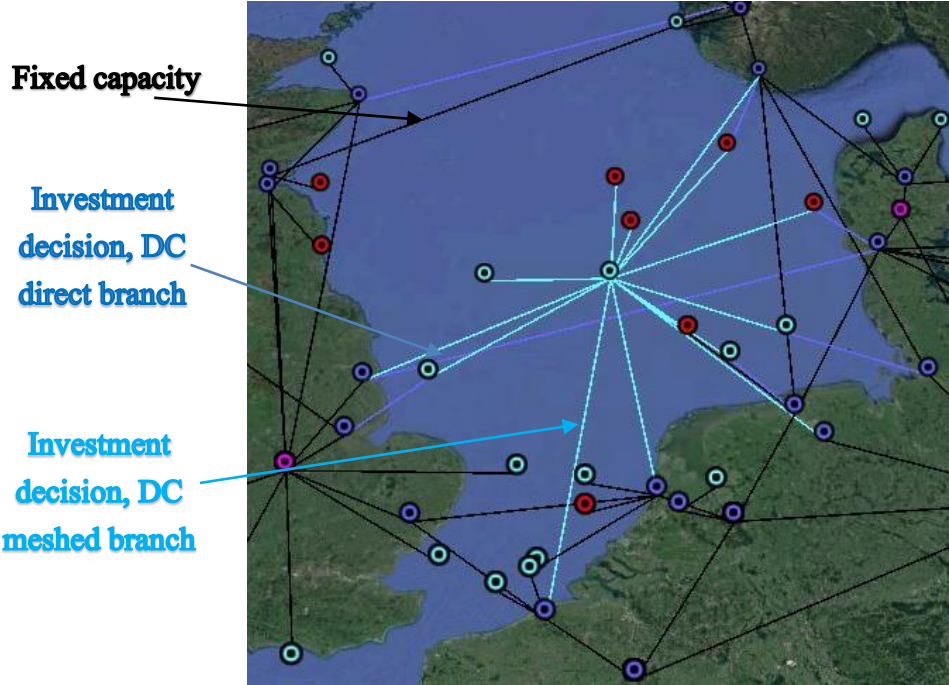 Fixed capacity
Investment
decision, DC
direct branch
Investment
decision, DC
meshed branch